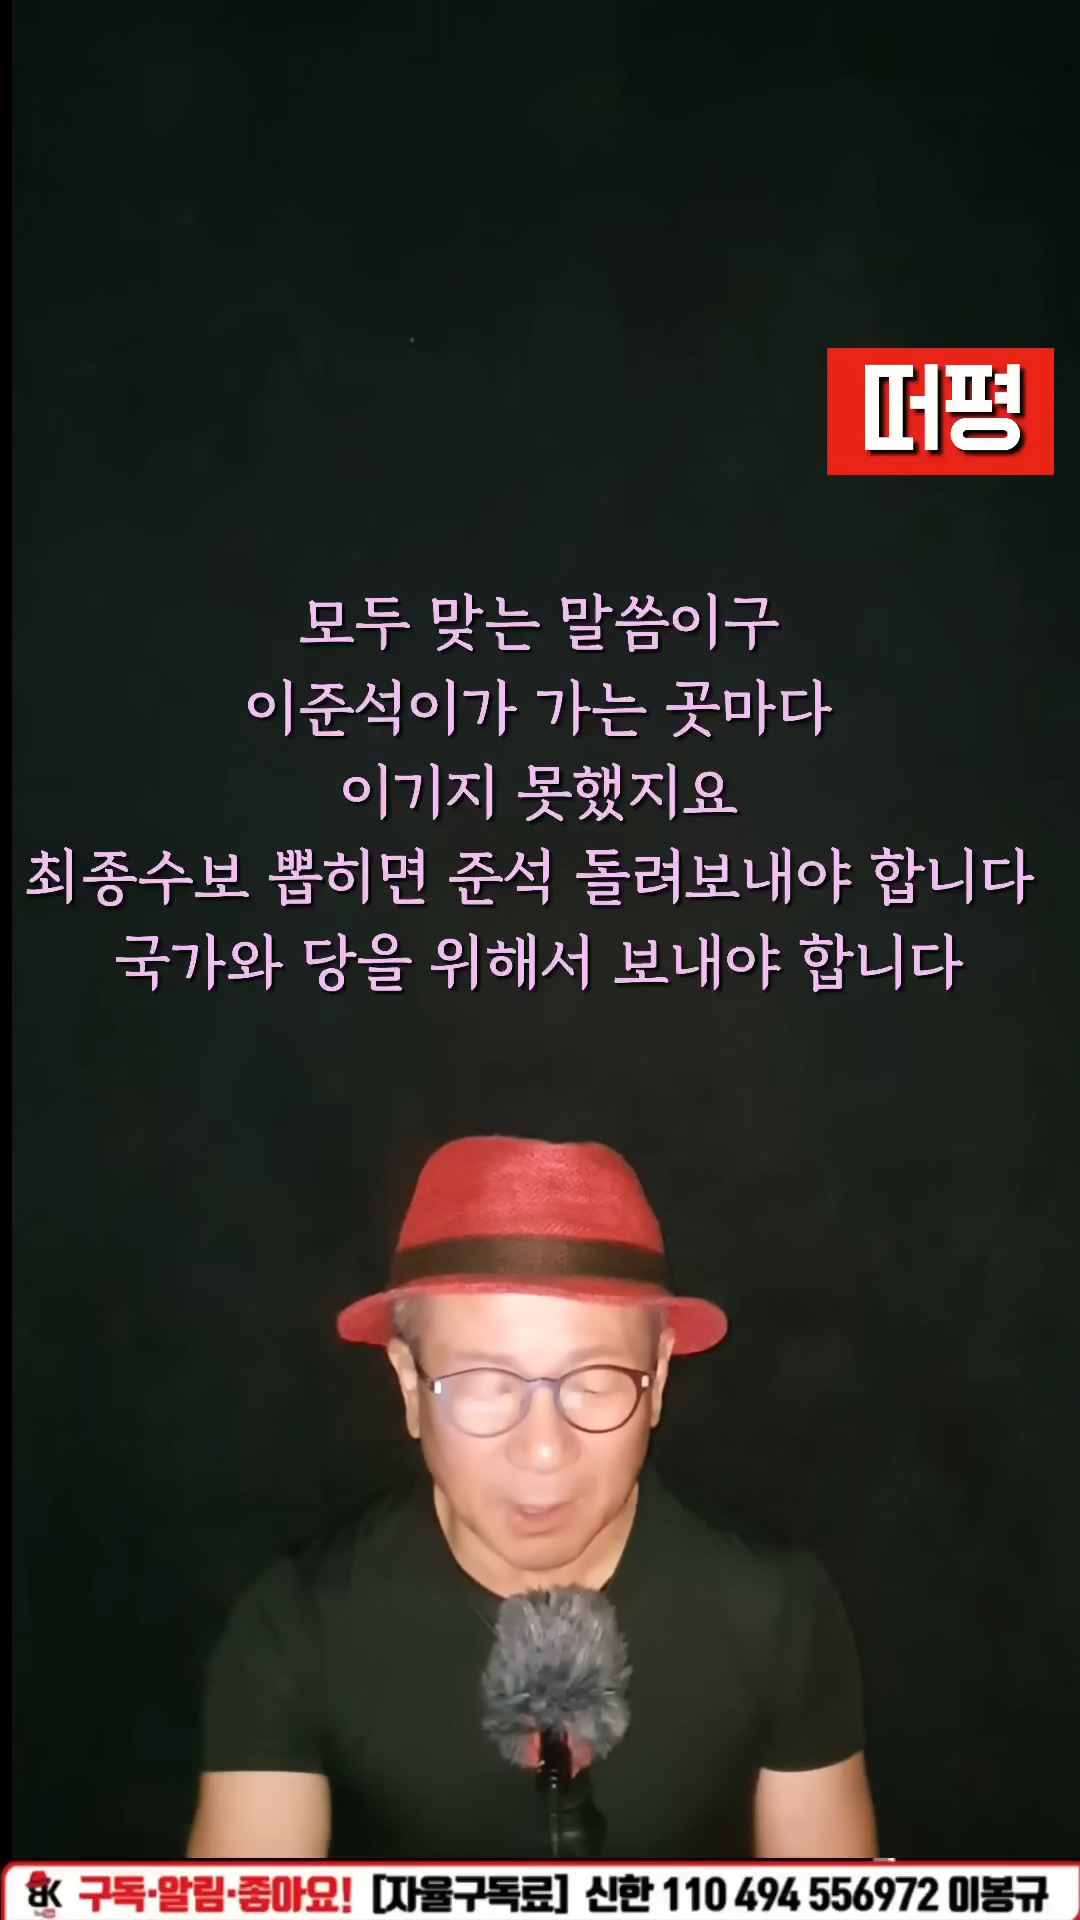 떠평
모두 맞는 말씀이구
이준석이가 가는 곳마다
이기지 못했지요
최종수보 뽑히면 준석 돌려보내야 합니다
국가와 당을 위해서 보내야 합니다
BK 구독·알림·좋아요! [자율구독료] 신한 110 494 556972 이봉규